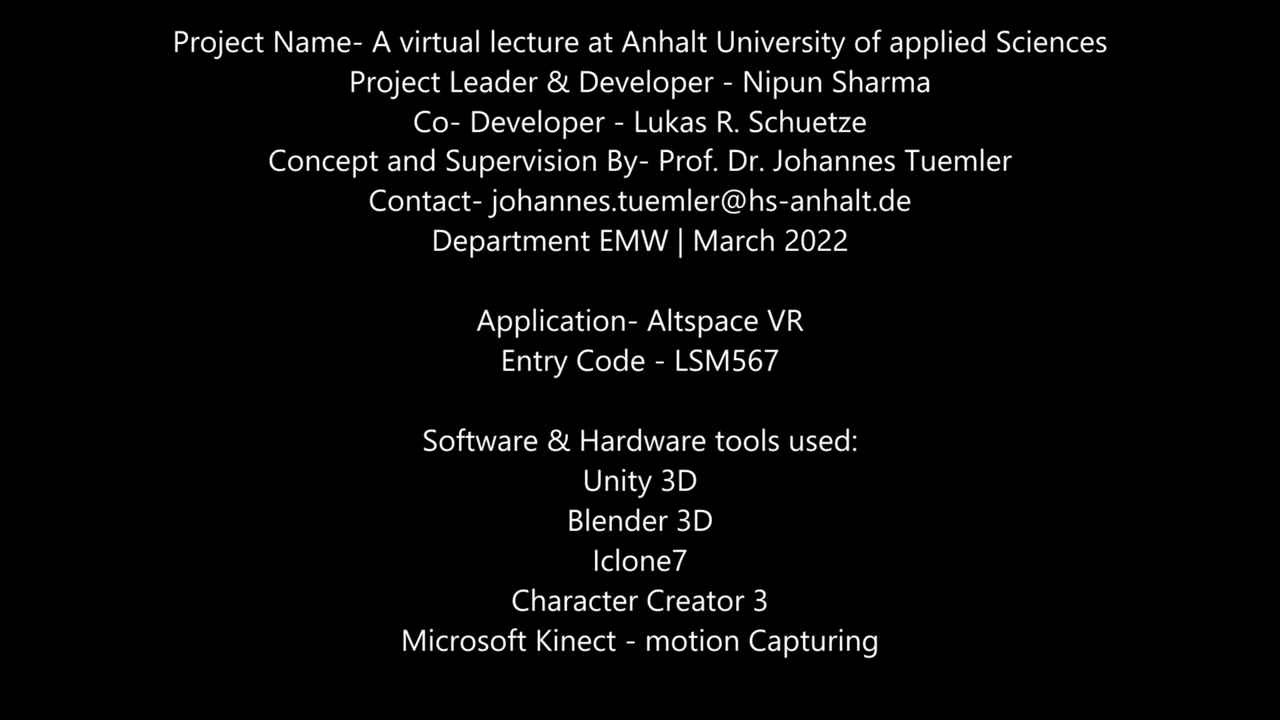 Project Name- A virtual lecture at Anhalt University of applied Sciences
Project Leader & Developer - Nipun Sharma
Co- Developer - Lukas R. Schuetze
Concept and Supervision By- Prof. Dr. Johannes Tuemler
Contact- johannes.tuemler@hs-anhalt.de
Department EMW | March 2022
Application- Altspace VR
Entry Code - LSM567
Software & Hardware tools used:
Unity 3D
Blender 3D
Iclone7
Character Creator 3
Microsoft Kinect - motion Capturing